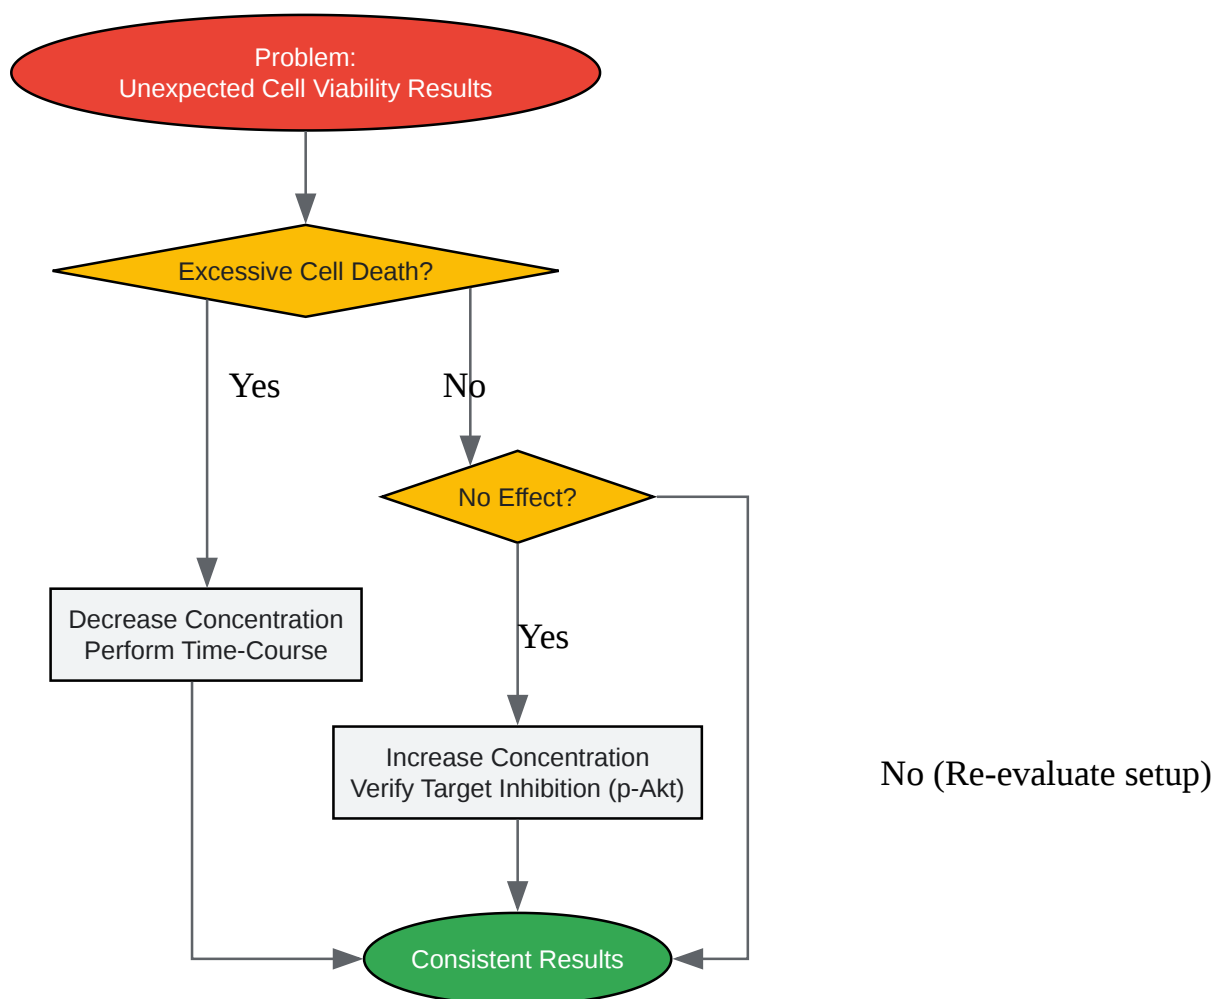 Problem:
Unexpected Cell Viability Results
Excessive Cell Death?
Yes
No
No Effect?
Decrease Concentration
Perform Time-Course
Yes
Increase Concentration
Verify Target Inhibition (p-Akt)
No (Re-evaluate setup)
Consistent Results